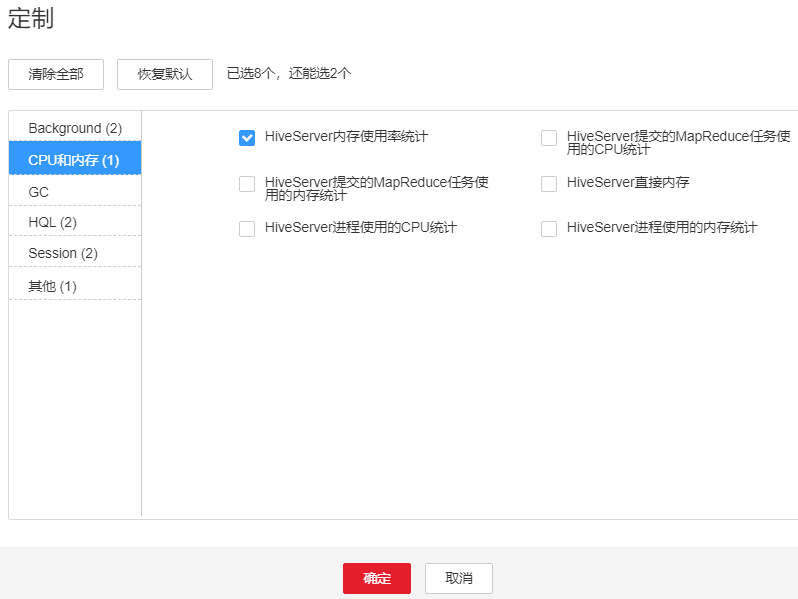 定制
清除全部
恢复默认
已选8个，还能选2个
Background (2)
CPU和内存 (1)
GC
HQL (2)
Session (2)
其他 (1)
HiveServer内存使用率统计
HiveServer提交的MapReduce任务使
用的CPU统计
HiveServer提交的MapReduce任务使
用的内存统计
HiveServer直接内存
HiveServer进程使用的CPU统计
HiveServer进程使用的内存统计
确定
取消